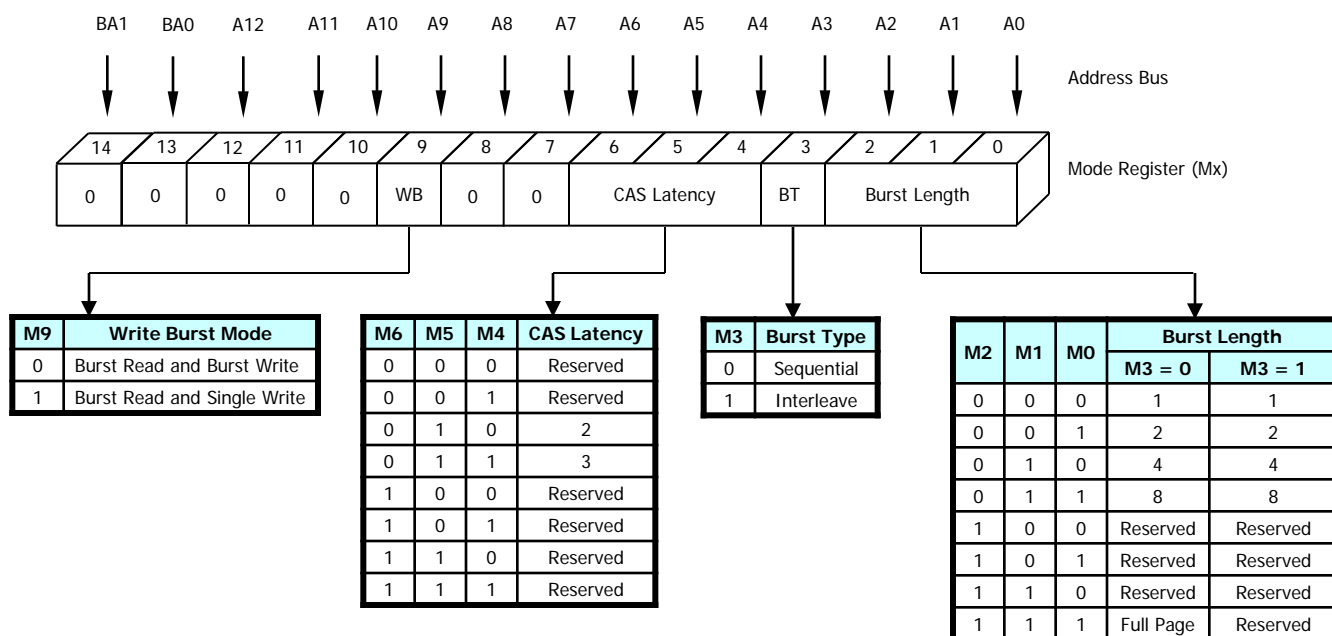 BA1 BA0 A12 A11 A10 A9 A8 A7 A6 A5 A4 A3 A2 A1 A0
Address Bus
14 13 12 11 10 9 8 7 6 5 4 3 2 1 0
Mode Register (Mx)
0 0 0 0 0 WB 0 0 CAS Latency BT Burst Length
M9 Write Burst Mode
0 Burst Read and Burst Write
1 Burst Read and Single Write
M6 M5 M4 CAS Latency
0 0 0 Reserved
0 0 1 Reserved
0 1 0 2
0 1 1 3
1 0 0 Reserved
1 0 1 Reserved
1 1 0 Reserved
1 1 1 Reserved
M3 Burst Type
0 Sequential
1 Interleave
M2 M1 M0 Burst Length
M3 = 0 M3 = 1
0 0 0 1 1
0 0 1 2 2
0 1 0 4 4
0 1 1 8 8
1 0 0 Reserved Reserved
1 0 1 Reserved Reserved
1 1 0 Reserved Reserved
1 1 1 Full Page Reserved